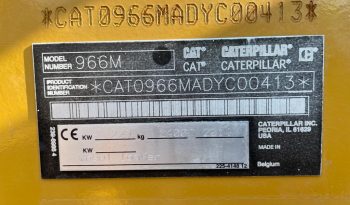 *CAT0966MADYC00413*
MODEL NUMBER 966M CAT® CATERPILLAR®
CAT® CATERPILLAR®
PRODUCT IDENTIFICATION NUMBER *CAT0966MADYC00413*
CE
KW kg
KW
KW
CATERPILLAR INC.
PEORIA, IL 61629
USA
MADE IN
Belgium